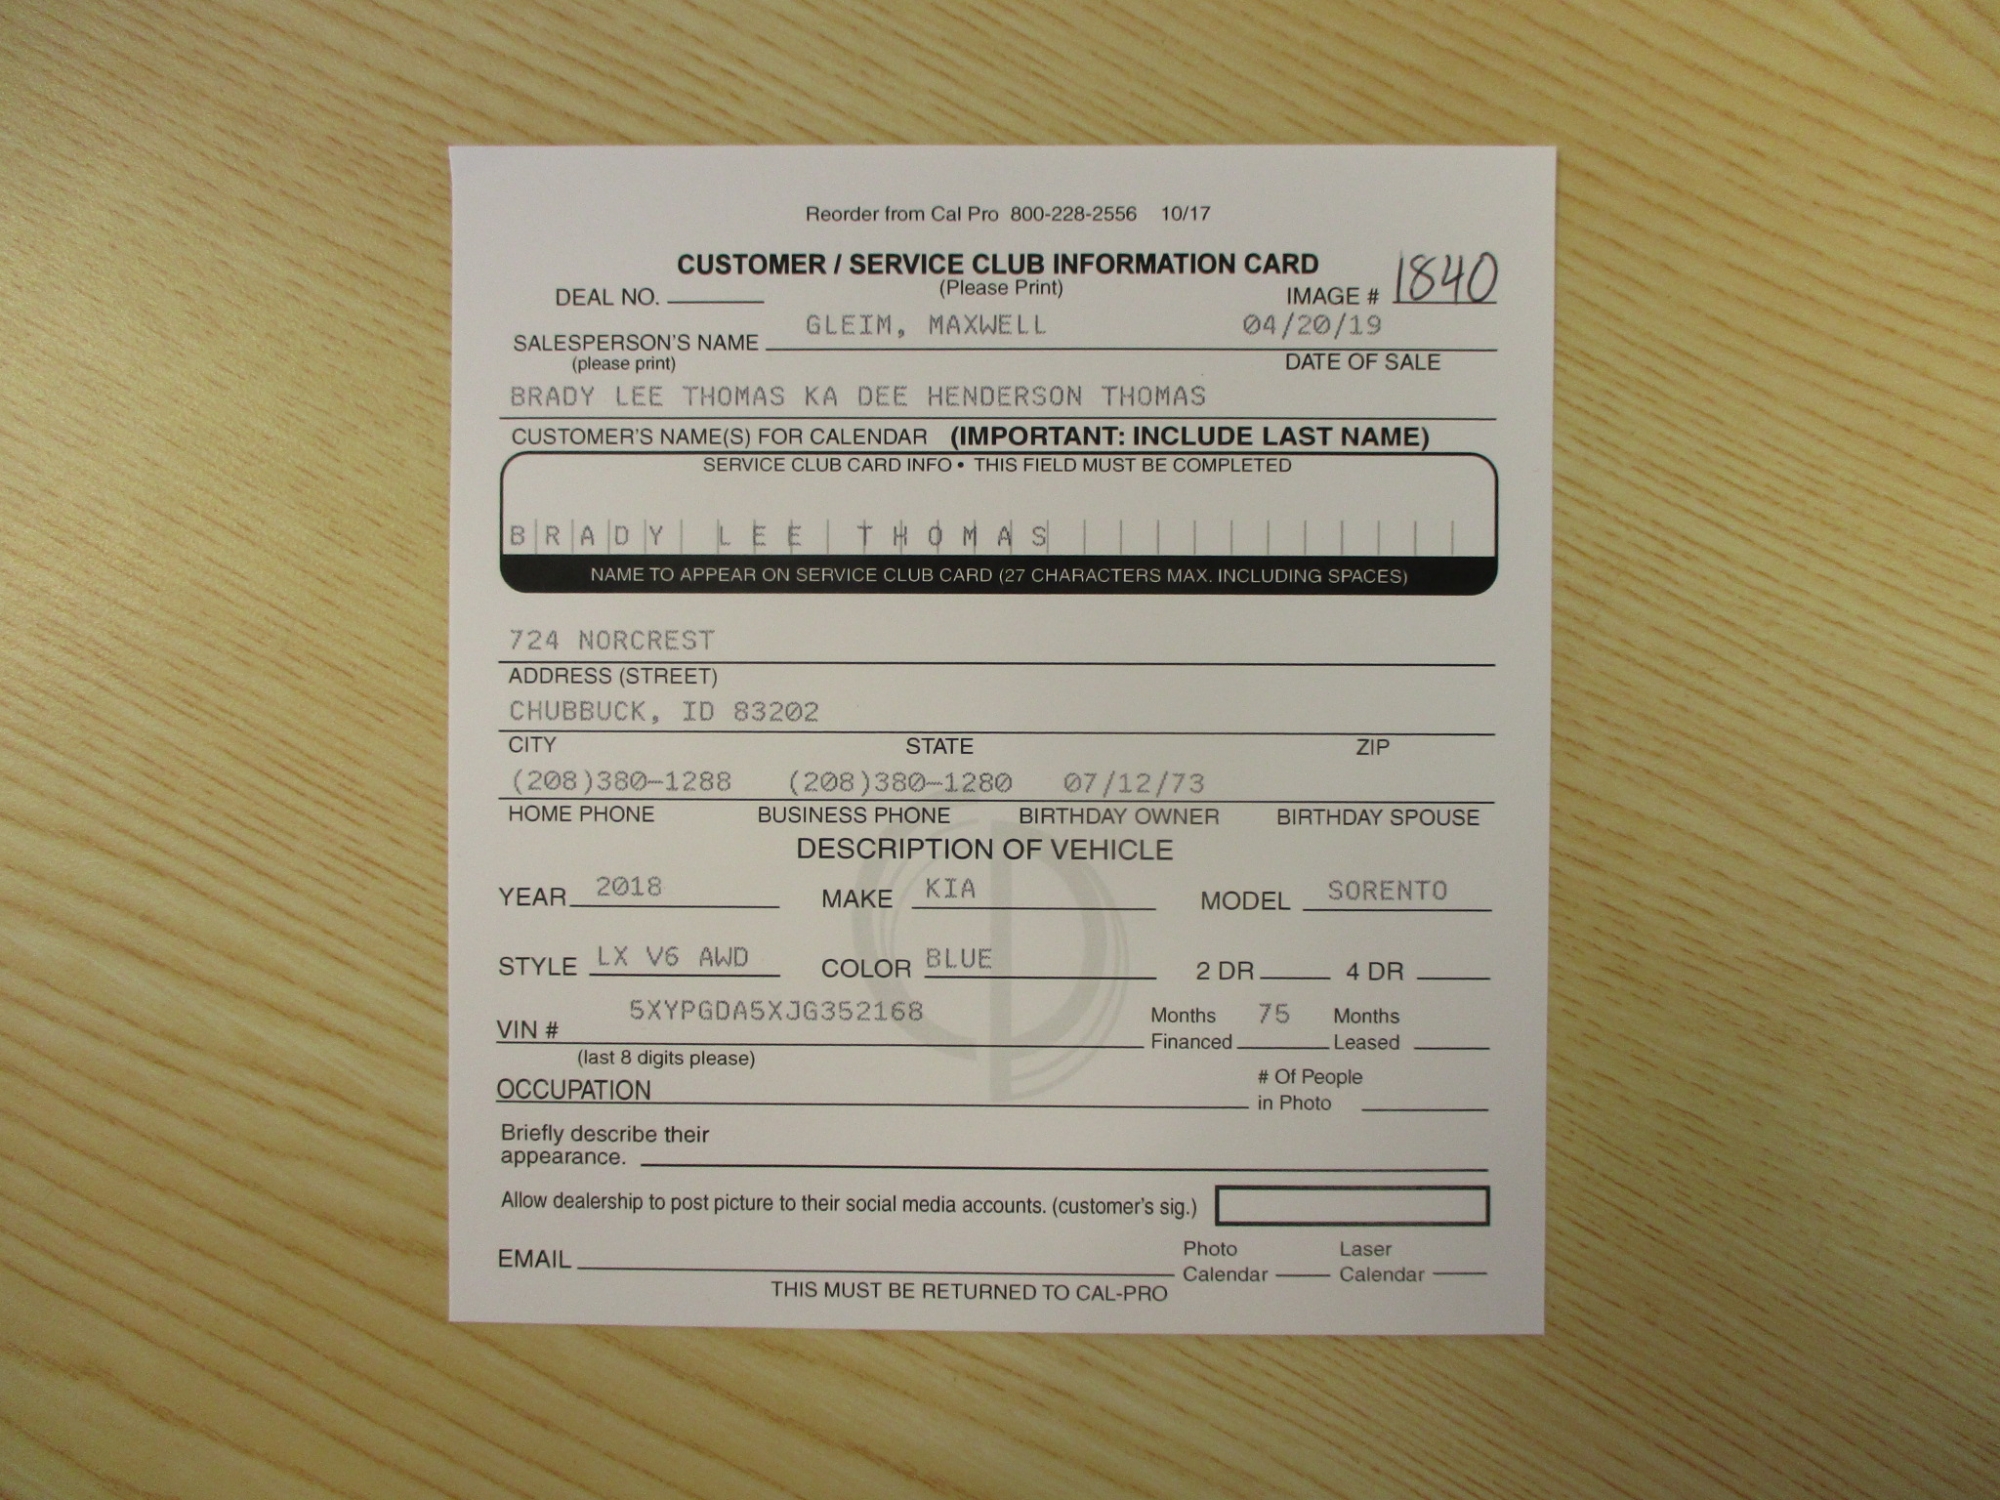 Reorder from Cal Pro 800-228-2556 10/17
CUSTOMER / SERVICE CLUB INFORMATION CARD
(Please Print)
DEAL NO. IMAGE # 1840
GLEIM, MAXWELL 04/20/19
SALESPERSON'S NAME
(please print) DATE OF SALE
BRADY LEE THOMAS KA DEE HENDERSON THOMAS
CUSTOMER'S NAME(S) FOR CALENDAR (IMPORTANT: INCLUDE LAST NAME)
SERVICE CLUB CARD INFO • THIS FIELD MUST BE COMPLETED
BRADY LEE THOMAS
NAME TO APPEAR ON SERVICE CLUB CARD (27 CHARACTERS MAX. INCLUDING SPACES)
724 NORCREST
ADDRESS (STREET)
CHUBBUCK, ID 83202
CITY STATE ZIP
(208)380-1288 (208)380-1280 07/12/73
HOME PHONE BUSINESS PHONE BIRTHDAY OWNER BIRTHDAY SPOUSE
DESCRIPTION OF VEHICLE
YEAR 2018 MAKE KIA MODEL SORENTO
STYLE LX V6 AWD COLOR BLUE 2 DR 4 DR
VIN # 5XYPGDA5XJG352168 Months Financed 75 Months Leased
(last 8 digits please)
OCCUPATION # Of People in Photo
Briefly describe their
appearance.
Allow dealership to post picture to their social media accounts. (customer's sig.)
EMAIL Photo Calendar Laser Calendar
THIS MUST BE RETURNED TO CAL-PRO